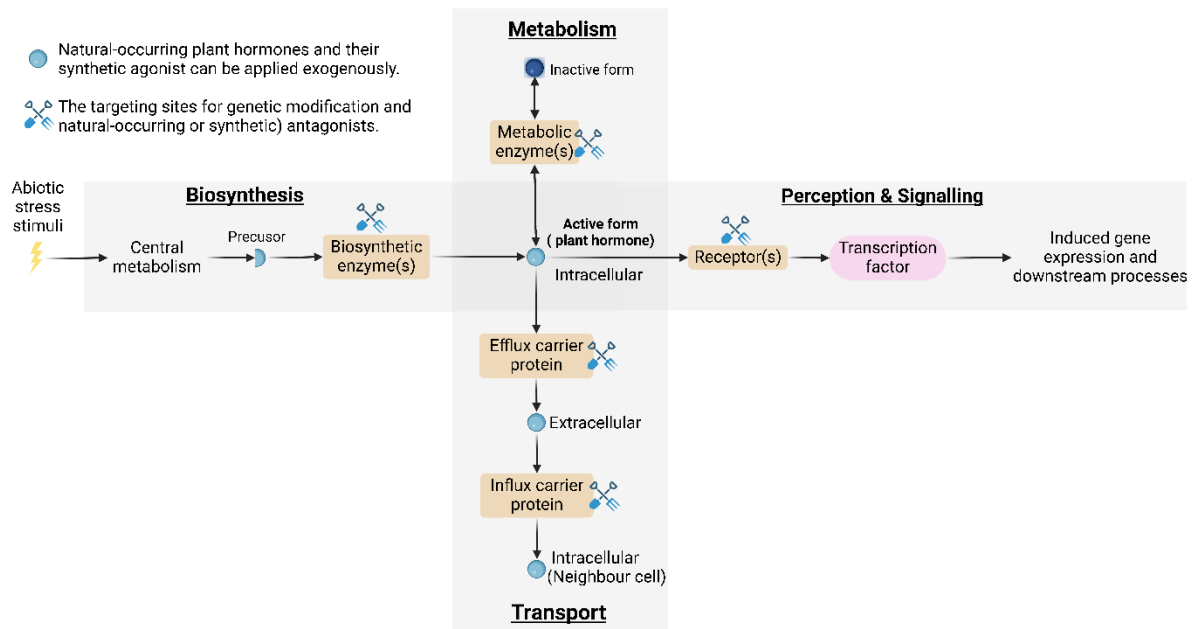 Metabolism
Natural-occurring plant hormones and their
synthetic agonist can be applied exogenously.
Inactive form
The targeting sites for genetic modification and
natural-occurring or synthetic) antagonists.
Metabolic
enzyme(s)
Abiotic
stress
stimuli
Biosynthesis
Perception & Signalling
Central
metabolism
Precusor
Biosynthetic
enzyme(s)
Active form
( plant hormone)
Intracellular
Receptor(s)
Transcription
factor
Induced gene
expression and
downstream processes
Efflux carrier
protein
Extracellular
Influx carrier
protein
Intracellular
(Neighbour cell)
Transport